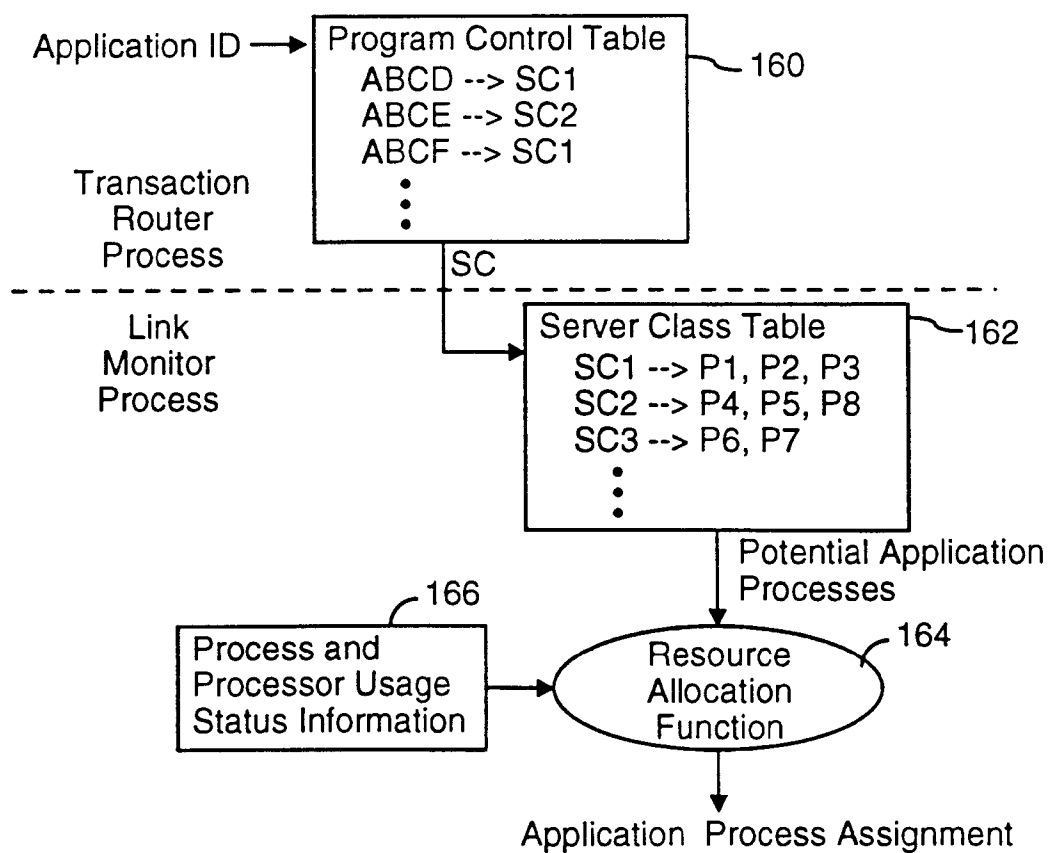 Application ID
Program Control Table
160
ABCD --> SC1
ABCE --> SC2
ABCF --> SC1
Transaction
Router
Process
SC
Link
Monitor
Process
Server Class Table
162
SC1 --> P1, P2, P3
SC2 --> P4, P5, P8
SC3 --> P6, P7
Potential Application
Processes
166
Process and
Processor Usage
Status Information
164
Resource
Allocation
Function
Application Process Assignment